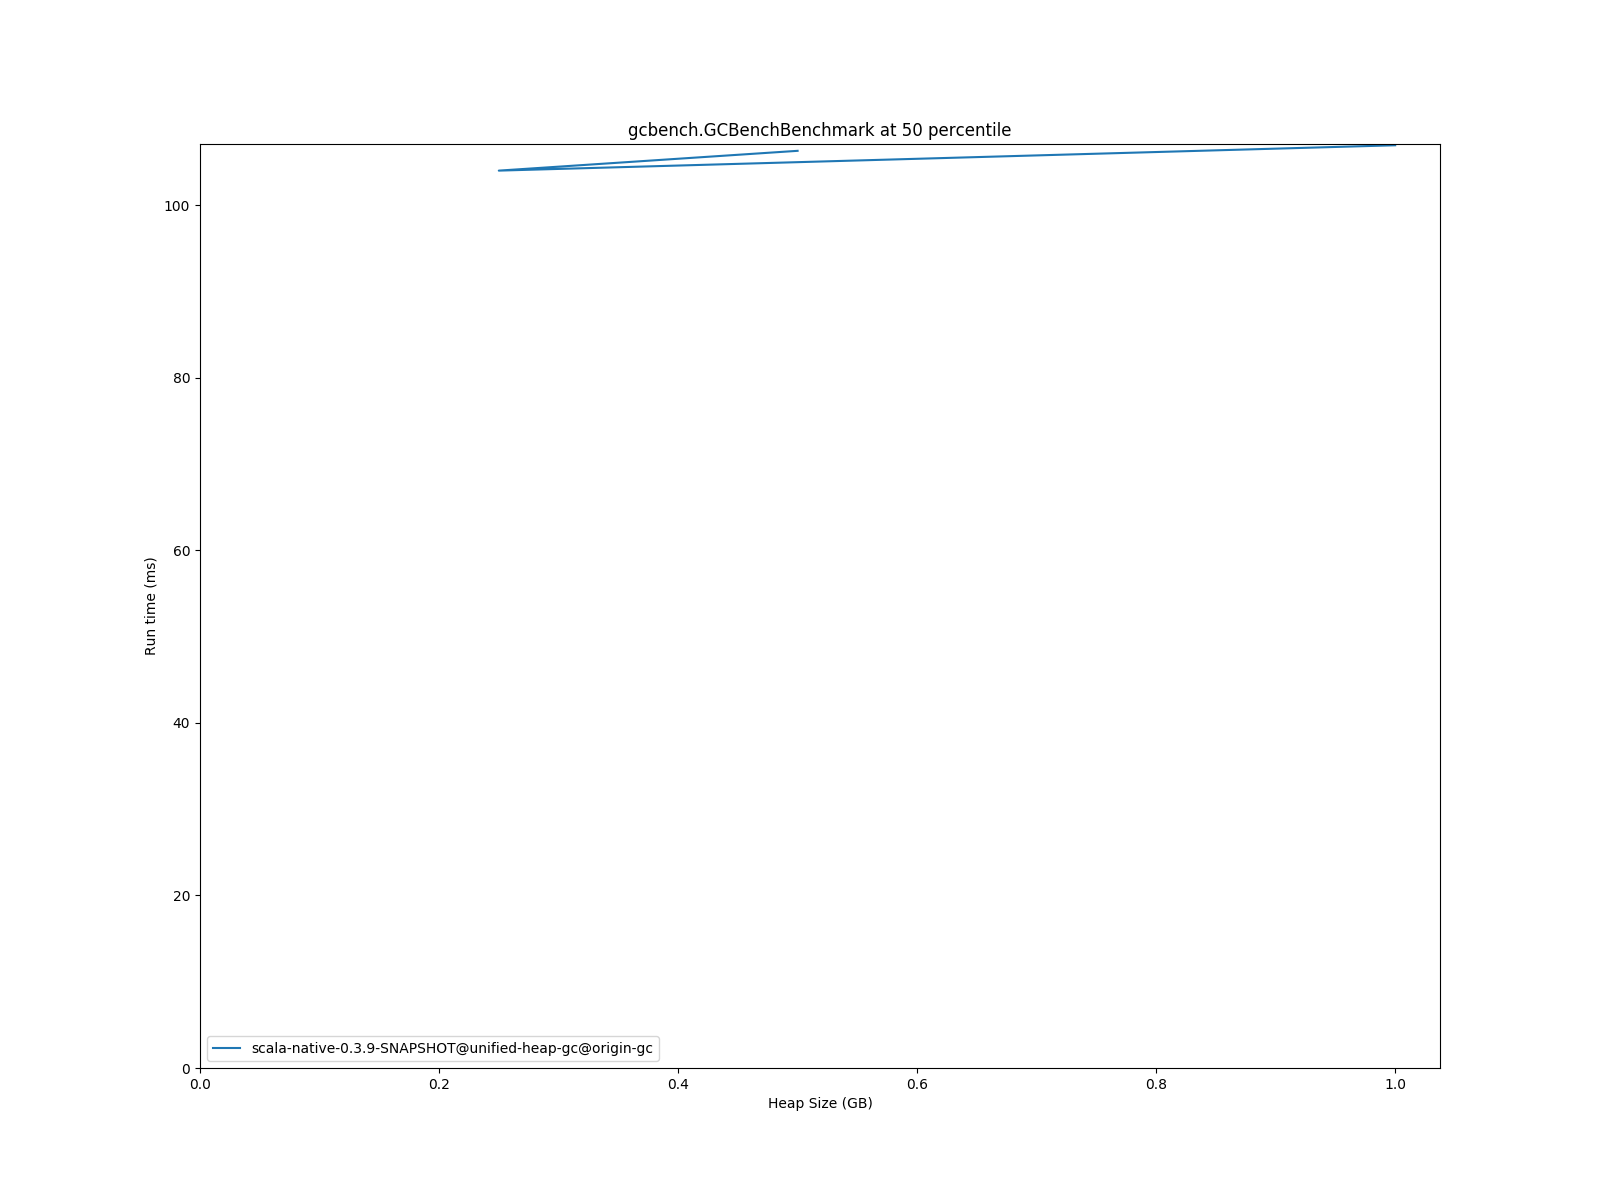 gcbench.GCBenchBenchmark at 50 percentile
100
80
60
40
20
0
Run time (ms)
scala-native-0.3.9-SNAPSHOT@unified-heap-gc@origin-gc
0.0 0.2 0.4 0.6 0.8 1.0
Heap Size (GB)